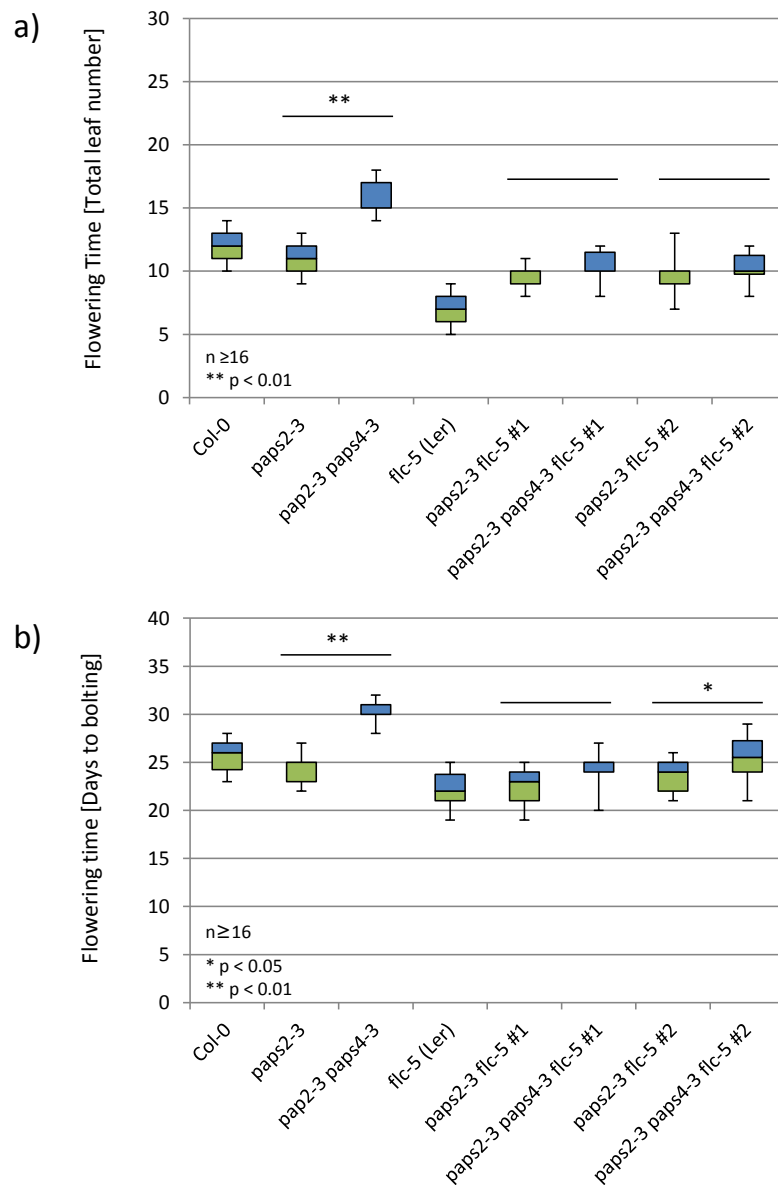 a)
Flowering Time [Total leaf number]
30
25
20
15
10
5
0
**
n ≥16
** p < 0.01
Col-0
paps2-3
pap2-3 paps4-3
flc-5 (Ler)
paps2-3 flc-5 #1
paps2-3 paps4-3 flc-5 #1
paps2-3 flc-5 #2
paps2-3 paps4-3 flc-5 #2
b)
Flowering time [Days to bolting]
40
35
30
25
20
15
10
5
0
**
*
n≥16
* p < 0.05
** p < 0.01
Col-0
paps2-3
pap2-3 paps4-3
flc-5 (Ler)
paps2-3 flc-5 #1
paps2-3 paps4-3 flc-5 #1
paps2-3 flc-5 #2
paps2-3 paps4-3 flc-5 #2